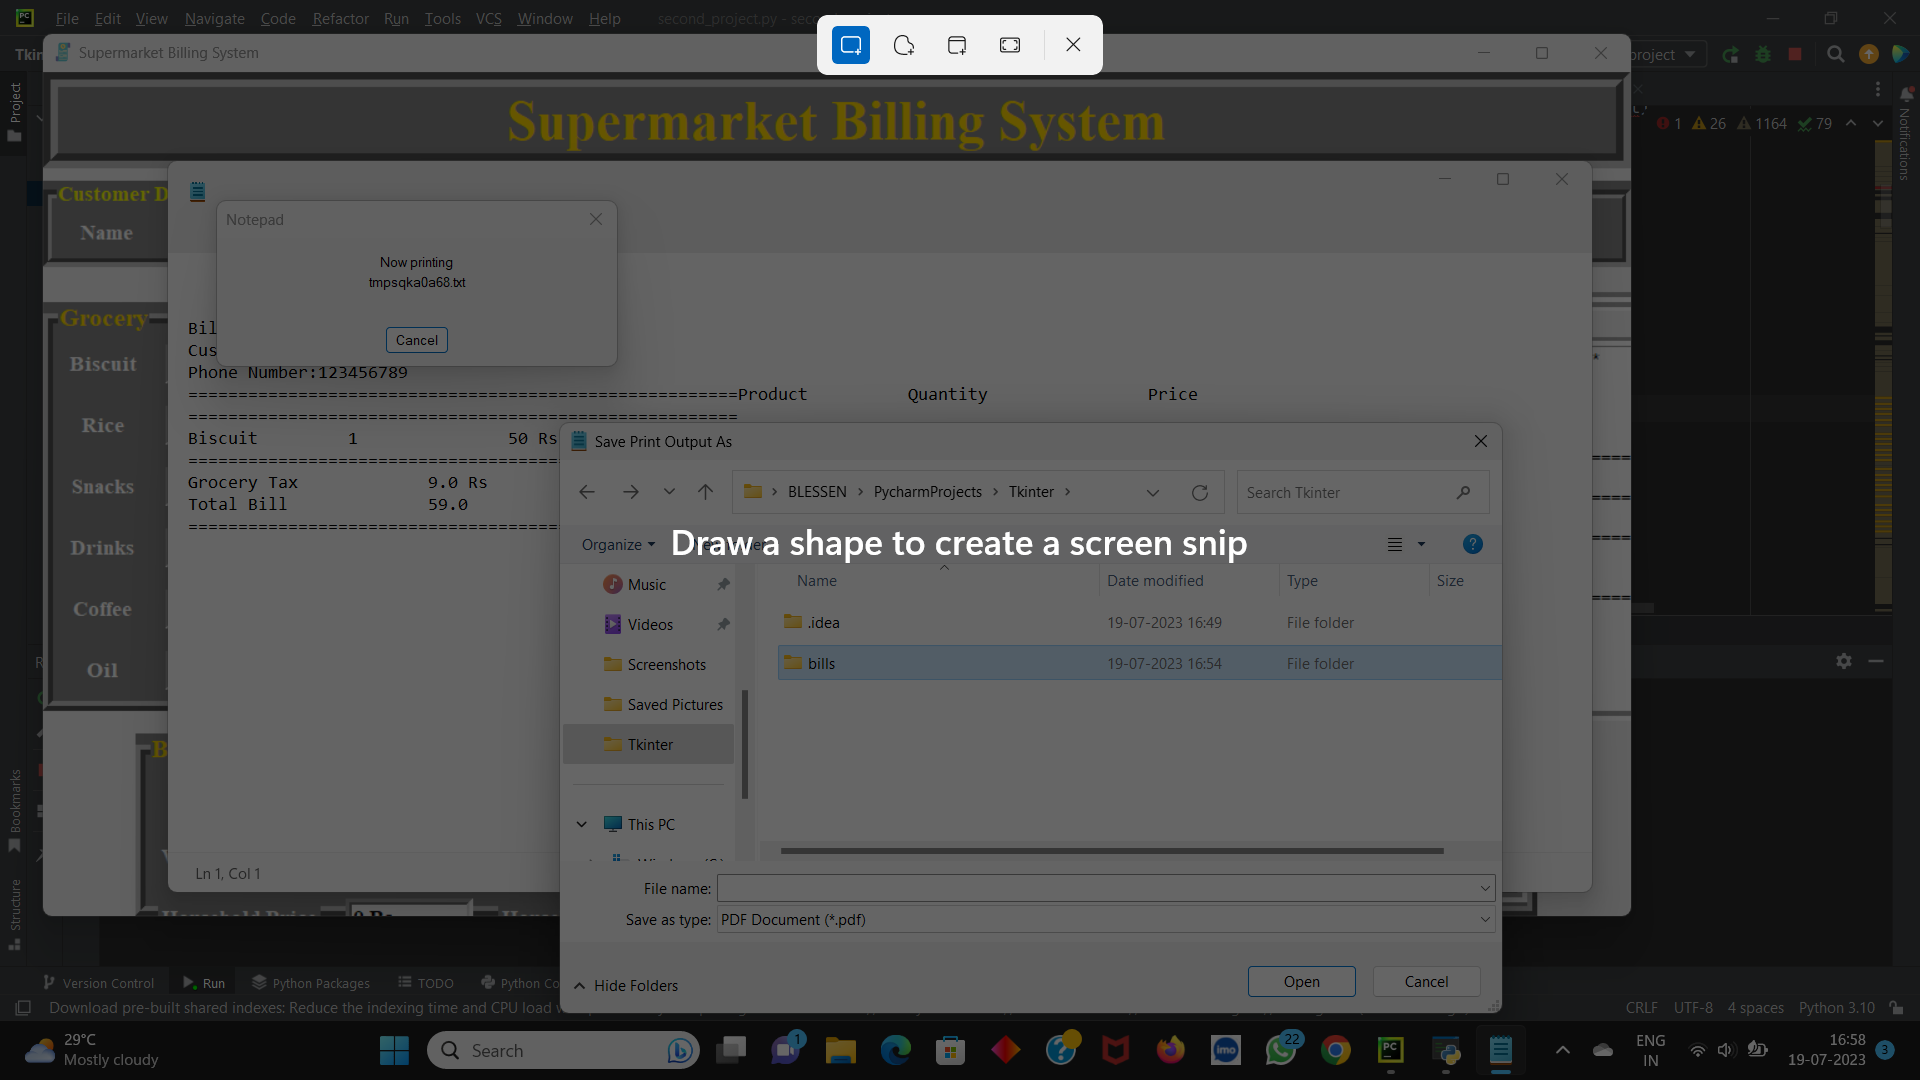 File Edit View Navigate Code Refactor Run Tools VCS Window Help second_project.py - sec
Supermarket Billing System
project
1 26 1164 79
Project
Notifications
Supermarket Billing System
Customer D
Name
Notepad
Now printing
tmpsqka0a68.txt
Cancel
Grocery
Biscuit
Rice
Snacks
Drinks
Coffee
Oil
Bil
Cus
Phone Number:123456789
=======================================================Product Quantity Price
=======================================================
Biscuit 1 50 Rs
Grocery Tax 9.0 Rs
Total Bill 59.0
Ln 1, Col 1
Save Print Output As
BLESSEN > PycharmProjects > Tkinter >
Search Tkinter
Organize
Draw a shape to create a screen snip
Name Date modified Type Size
Music
Videos
Screenshots
Saved Pictures
Tkinter
This PC
.idea 19-07-2023 16:49 File folder
bills 19-07-2023 16:54 File folder
File name:
Save as type: PDF Document (*.pdf)
Hide Folders
Open Cancel
Bookmarks
Structure
Version Control Run Python Packages TODO Python Co
Download pre-built shared indexes: Reduce the indexing time and CPU load
CRLF UTF-8 4 spaces Python 3.10
29°C
Mostly cloudy
Search
1
22
ENG
IN
16:58
19-07-2023
3